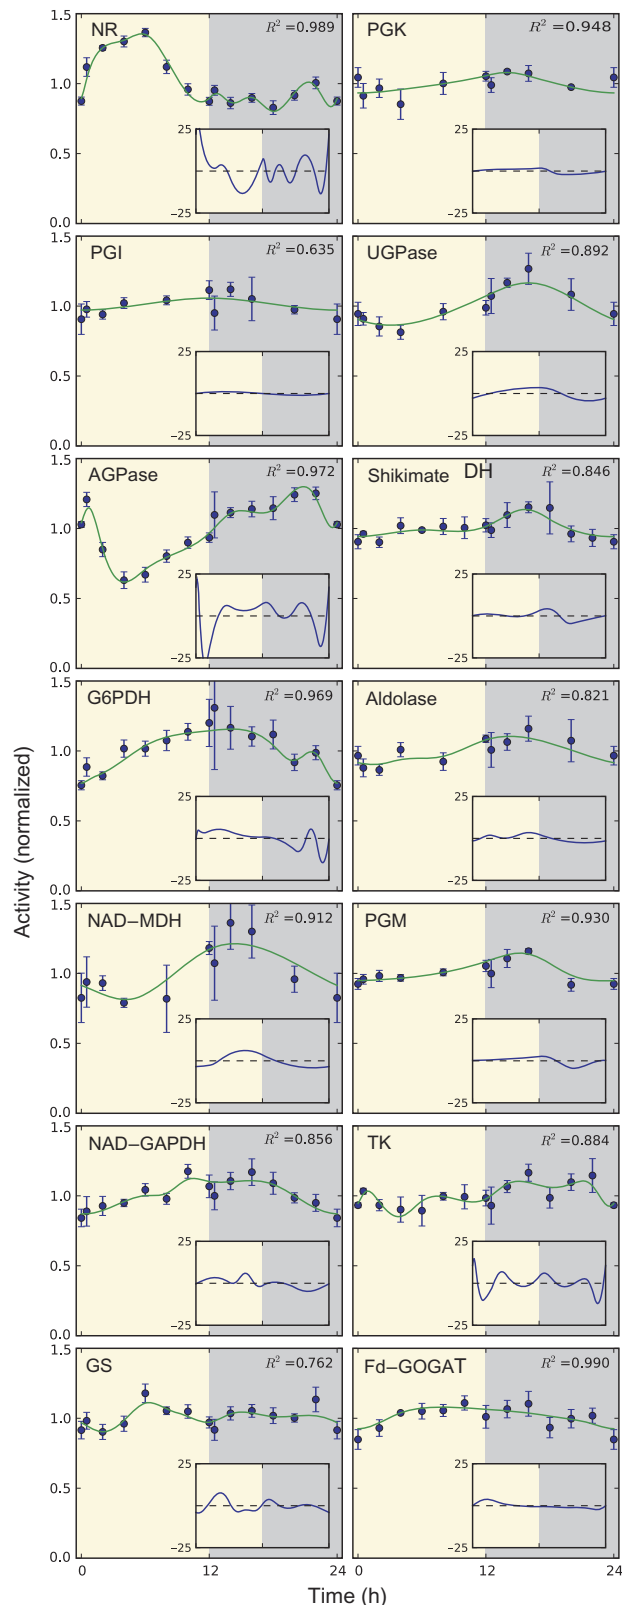 NR
R² =0.989
PGK
R² =0.948
1.5
1.0
0.5
0.0
25
−25
25
−25
PGI
R² =0.635
UGPase
R² =0.892
1.5
1.0
0.5
0.0
25
−25
25
−25
AGPase
R² =0.972
Shikimate DH
R² =0.846
1.5
1.0
0.5
0.0
25
−25
25
−25
G6PDH
R² =0.969
Aldolase
R² =0.821
1.5
1.0
0.5
0.0
25
−25
25
−25
Activity (normalized)
NAD−MDH
R² =0.912
PGM
R² =0.930
1.5
1.0
0.5
0.0
25
−25
25
−25
NAD−GAPDH
R² =0.856
TK
R² =0.884
1.5
1.0
0.5
0.0
25
−25
25
−25
GS
R² =0.762
Fd−GOGAT
R² =0.990
1.5
1.0
0.5
0.0
25
−25
25
−25
0 12 24 0 12 24
Time (h)